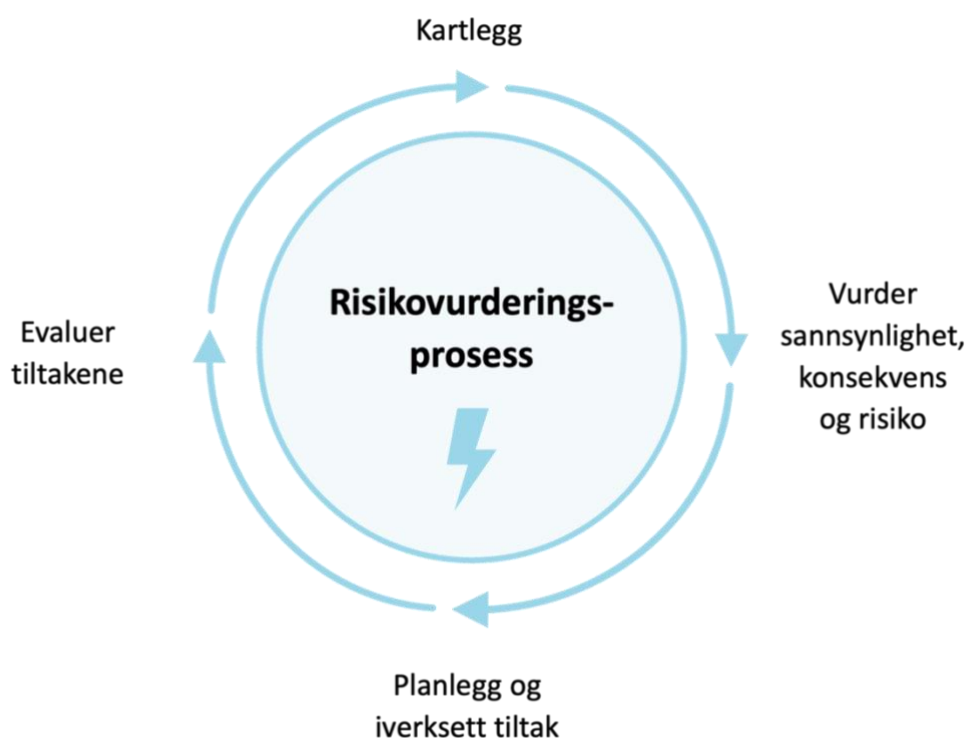 Kartlegg
Vurder
sannsynlighet,
konsekvens
og risiko
Planlegg og
iverksett tiltak
Evaluer
tiltakene
Risikovurderings-
prosess